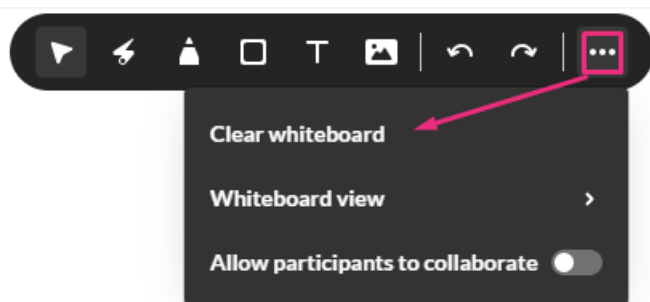 T
Clear whiteboard
Whiteboard view
Allow participants to collaborate